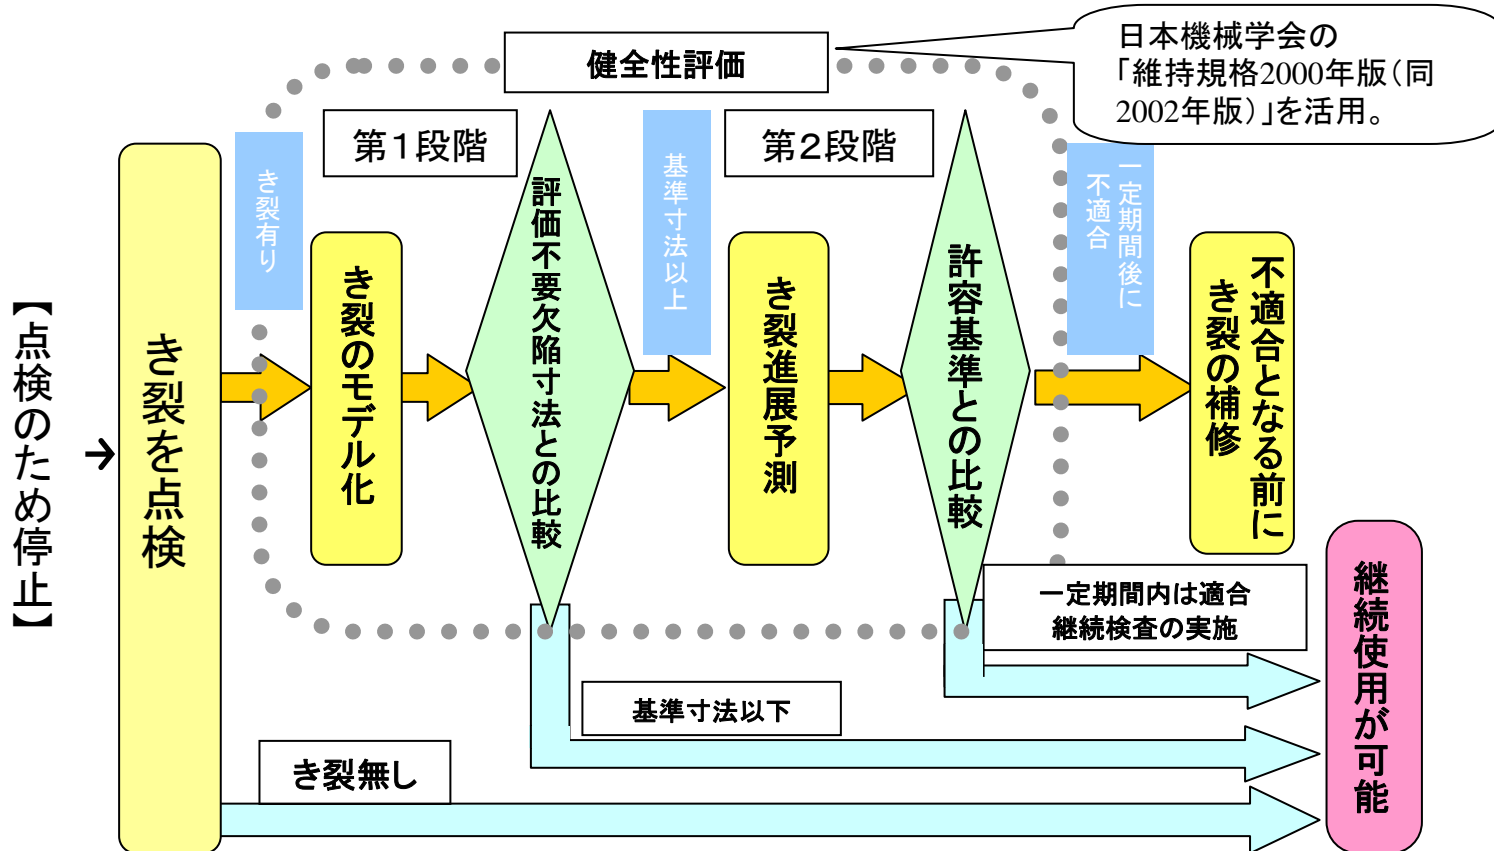 健全性評価
日本機械学会の
「維持規格2000年版(同
2002年版)」を活用。
【点検のため停止】
→
き裂を点検
き裂有り
第1段階
き裂のモデル化
評価不要欠陥寸法との比較
基準寸法以上
第2段階
き裂進展予測
許容基準との比較
一定期間後に
不適合
不適合となる前に
き裂の補修
一定期間内は適合
継続検査の実施
基準寸法以下
き裂無し
継続使用が可能